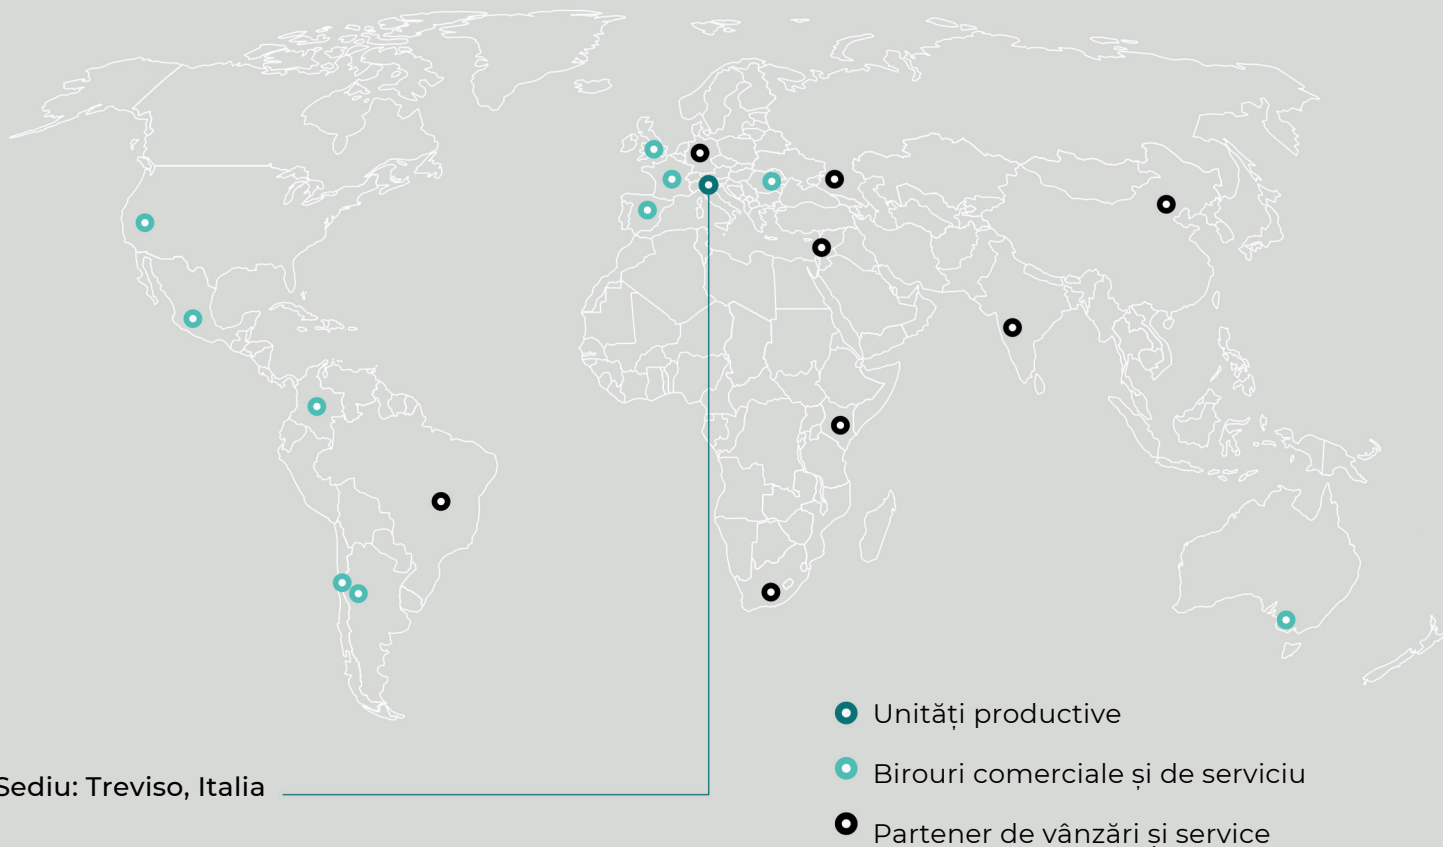 Sediu: Treviso, Italia
Unități productive
Birouri comerciale și de serviciu
Partener de vânzări și service